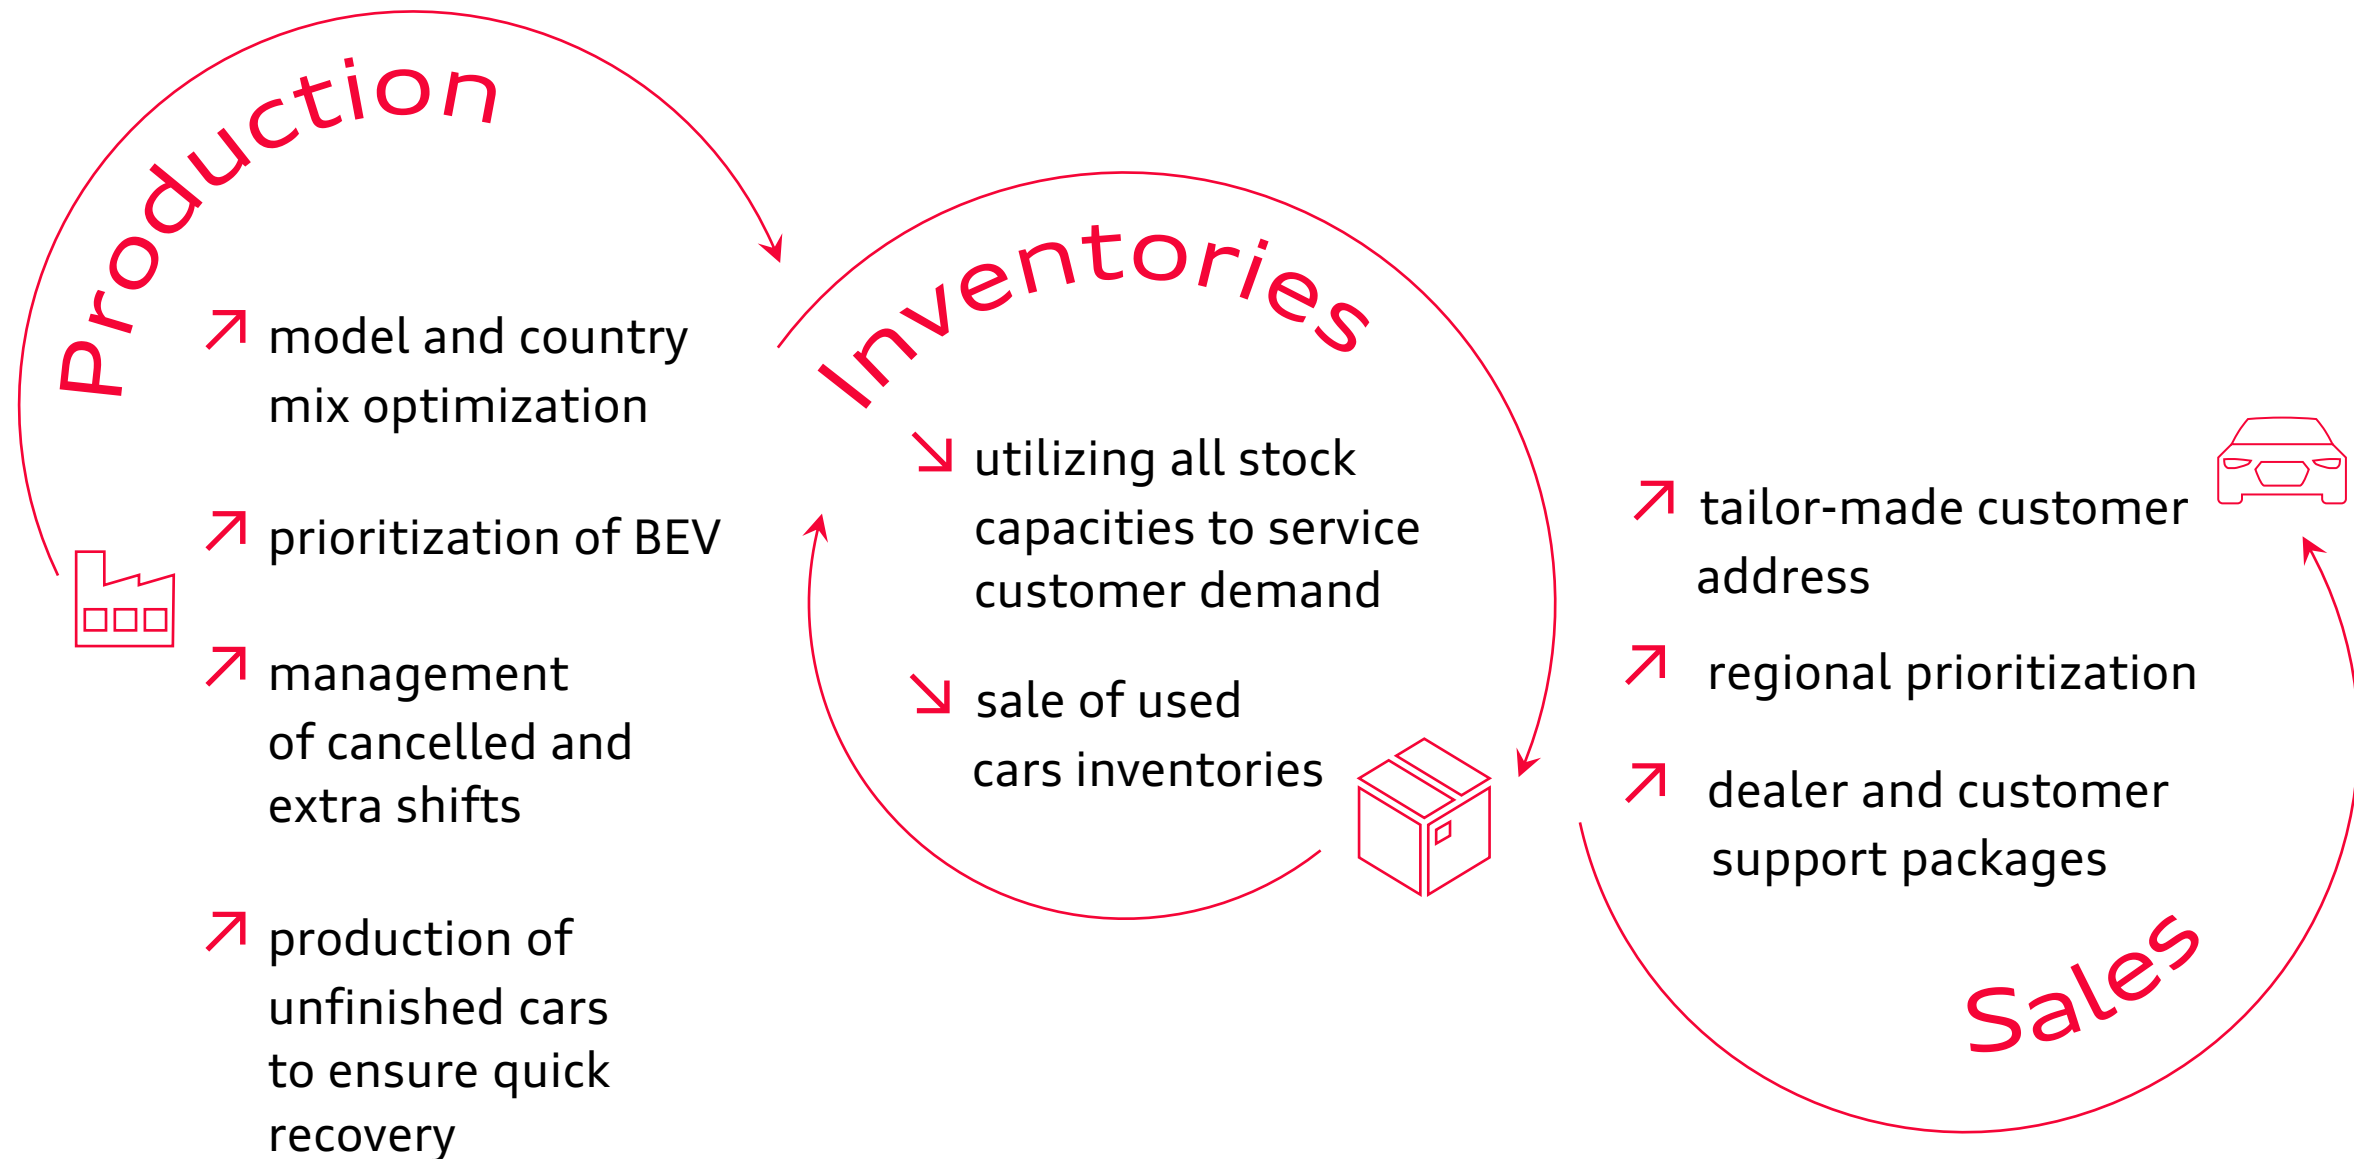 Production
model and country
mix optimization
prioritization of BEV
management
of cancelled and
extra shifts
production of
unfinished cars
to ensure quick
recovery
Inventories
utilizing all stock
capacities to service
customer demand
sale of used
cars inventories
tailor-made customer
address
regional prioritization
dealer and customer
support packages
Sales